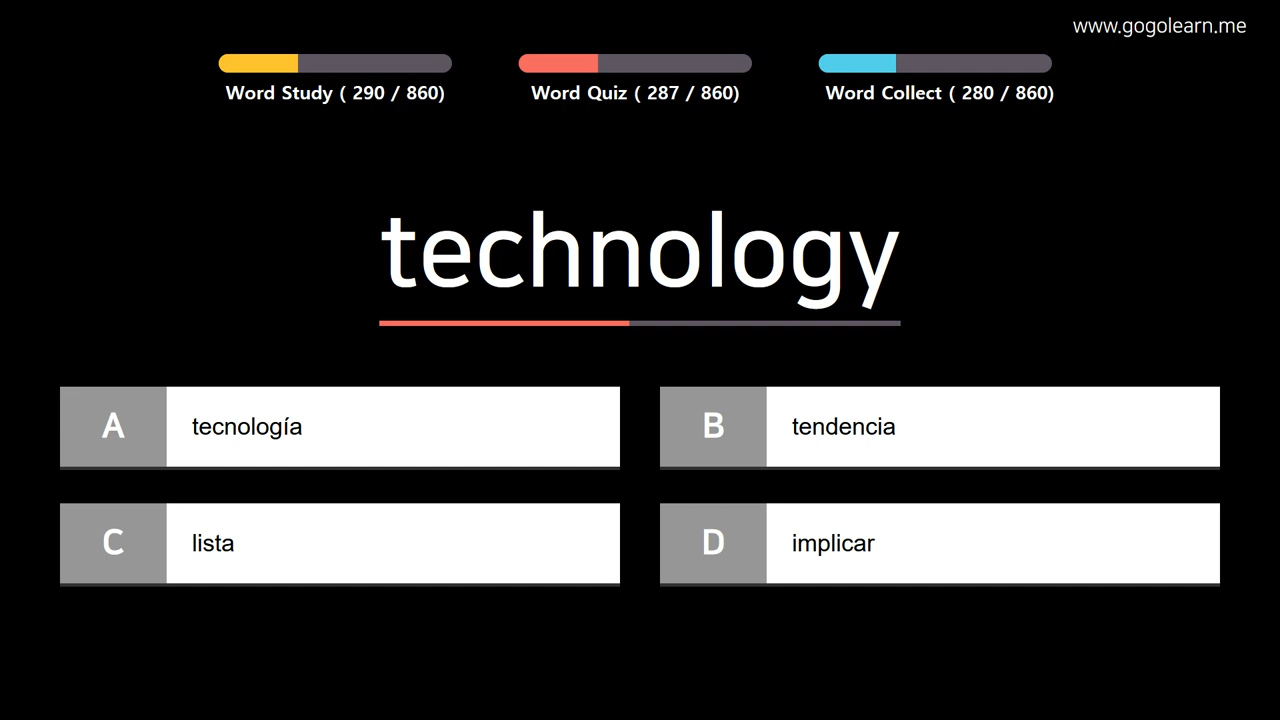 www.gogolearn.me
Word Study ( 290 / 860)
Word Quiz ( 287 / 860)
Word Collect ( 280 / 860)
technology
A tecnología
B tendencia
C lista
D implicar